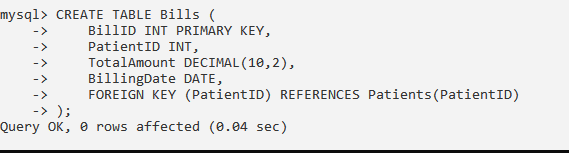 mysql> CREATE TABLE Bills (
    ->     BillID INT PRIMARY KEY,
    ->     PatientID INT,
    ->     TotalAmount DECIMAL(10,2),
    ->     BillingDate DATE,
    ->     FOREIGN KEY (PatientID) REFERENCES Patients(PatientID)
    -> );
Query OK, 0 rows affected (0.04 sec)